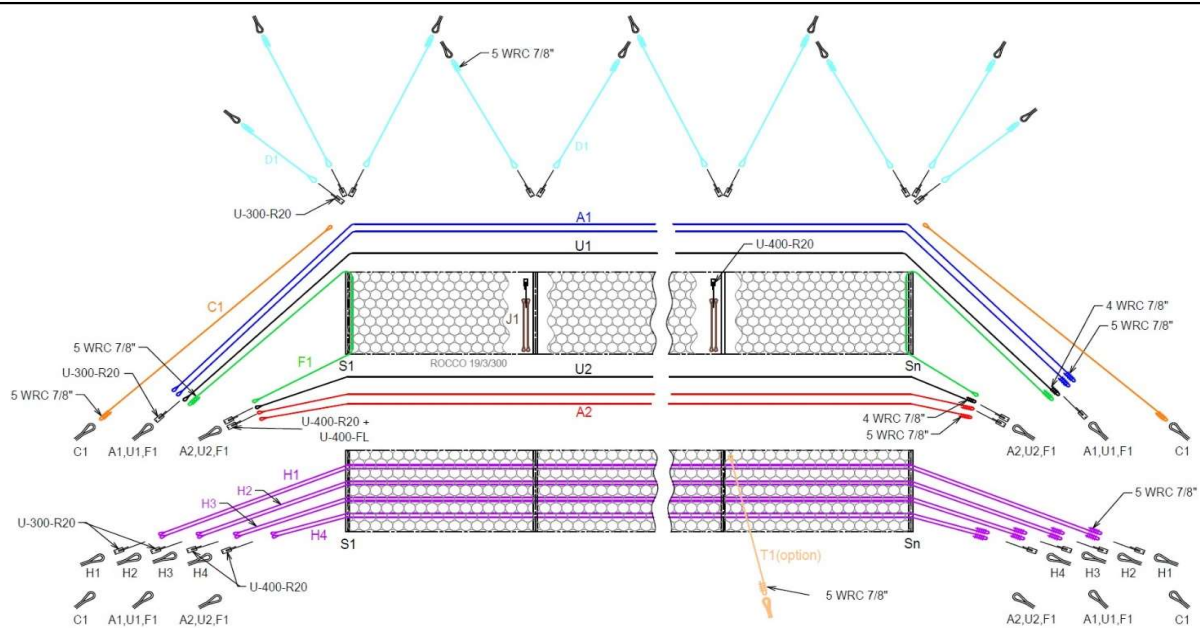 5 WRC 7/8"
D1
D1
U-300-R20
A1
U1
U-400-R20
C1
J1
4 WRC 7/8"
5 WRC 7/8"
5 WRC 7/8"
F1
U-300-R20
S1
ROCCO 19/3/300
U2
Sn
5 WRC 7/8"
A2
U-400-R20 +
U-400-FL
4 WRC 7/8"
5 WRC 7/8"
C1
A1,U1,F1
A2,U2,F1
A2,U2,F1
A1,U1,F1
C1
H1
H2
H3
H4
5 WRC 7/8"
U-300-R20
S1
Sn
T1(option)
H1
H2
H3
H4
U-400-R20
H4
H3
H2
H1
5 WRC 7/8"
C1
A1,U1,F1
A2,U2,F1
A2,U2,F1
A1,U1,F1
C1